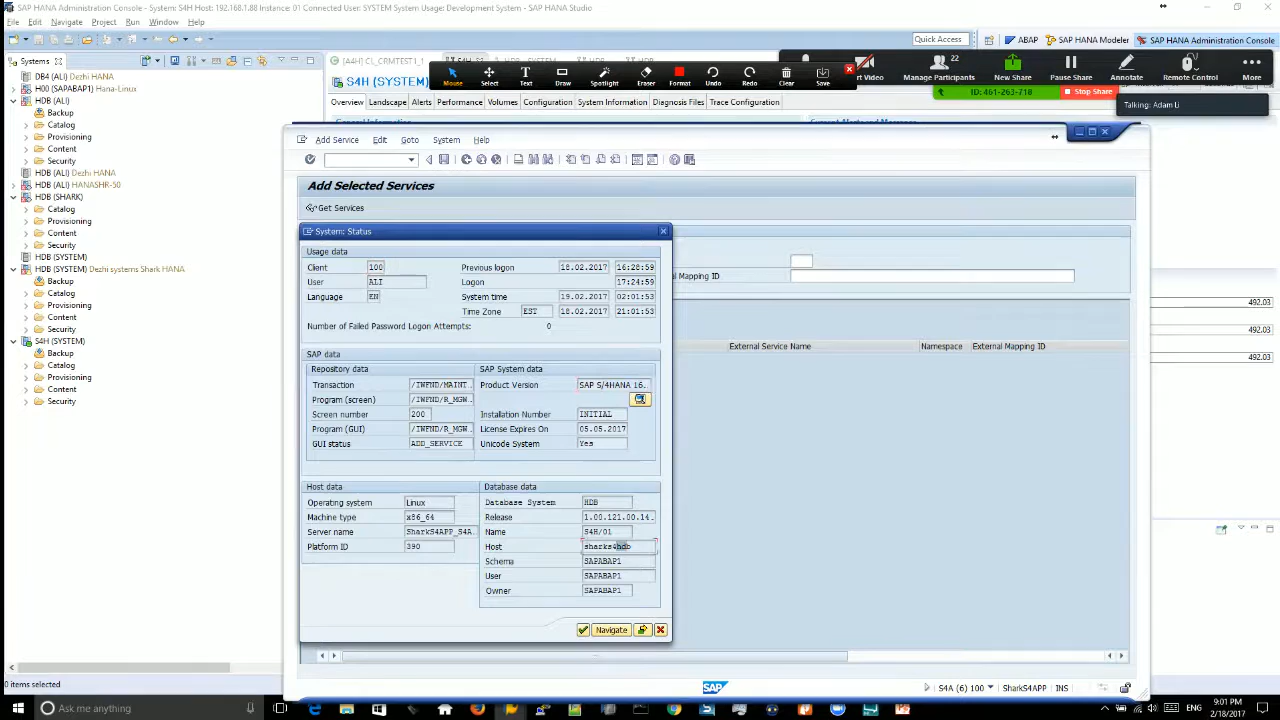 SAP HANA Administration Console - System: S4H Host: 192.168.1.88 Instance: 01 Connected User: SYSTEM System Usage: Development System - SAP HANA Studio
File Edit Navigate Project Run Window Help
Quick Access
ABAP
SAP HANA Modeler
SAP HANA Administration Console
Systems
DB4 (ALI) Dezhi HANA
H00 (SAPABAP1) Hana-Linux
HDB (ALI)
Backup
Catalog
Provisioning
Content
Security
HDB (ALI) Dezhi HANA
HDB (ALI) HANASHR-50
HDB (SHARK)
Catalog
Provisioning
Content
Security
HDB (SYSTEM)
HDB (SYSTEM) Dezhi systems Shark HANA
Backup
Catalog
Provisioning
Content
Security
S4H (SYSTEM)
Backup
Catalog
Provisioning
Content
Security
0 items selected
[A4H] CL_CRMTEST1_1
S4H (SYSTEM)
Overview Landscape Alerts Performance Volumes Configuration System Information Diagnosis Files Trace Configuration
Mouse Select Text Draw Spotlight Eraser Format Undo Redo Clear Save
Video
Manage Participants
22
New Share
Pause Share
Annotate
Remote Control
More
ID: 461-263-718
Stop Share
Talking: Adam Li
Add Service Edit Goto System Help
Add Selected Services
Get Services
Mapping ID
External Service Name
Namespace
External Mapping ID
492.03
492.03
492.03
System: Status
Usage data
Client 100
Previous logon 18.02.2017 16:28:59
User ALI
Logon 17:24:59
Language EN
System time 19.02.2017 02:01:53
Time Zone EST 18.02.2017 21:01:53
Number of Failed Password Logon Attempts: 0
SAP data
Repository data
SAP System data
Transaction /IWFND/MAINT.
Product Version SAP S/4HANA 16.
Program (screen) /IWFND/R_MGW.
Screen number 200
Installation Number INITIAL
Program (GUI) /IWFND/R_MGW.
License Expires On 05.05.2017
GUI status ADD_SERVICE
Unicode System Yes
Host data
Database data
Operating system Linux
Database System HDB
Machine type x86_64
Release 1.00.121.00.14.
Server name SharkS4APP_S4A.
Name S4H/01
Platform ID 390
Host sharks4hdb
Schema SAPABAP1
User SAPABAP1
Owner SAPABAP1
Navigate
SAP
S4A (6) 100
SharkS4APP
INS
Ask me anything
9:01 PM
2/18/2017